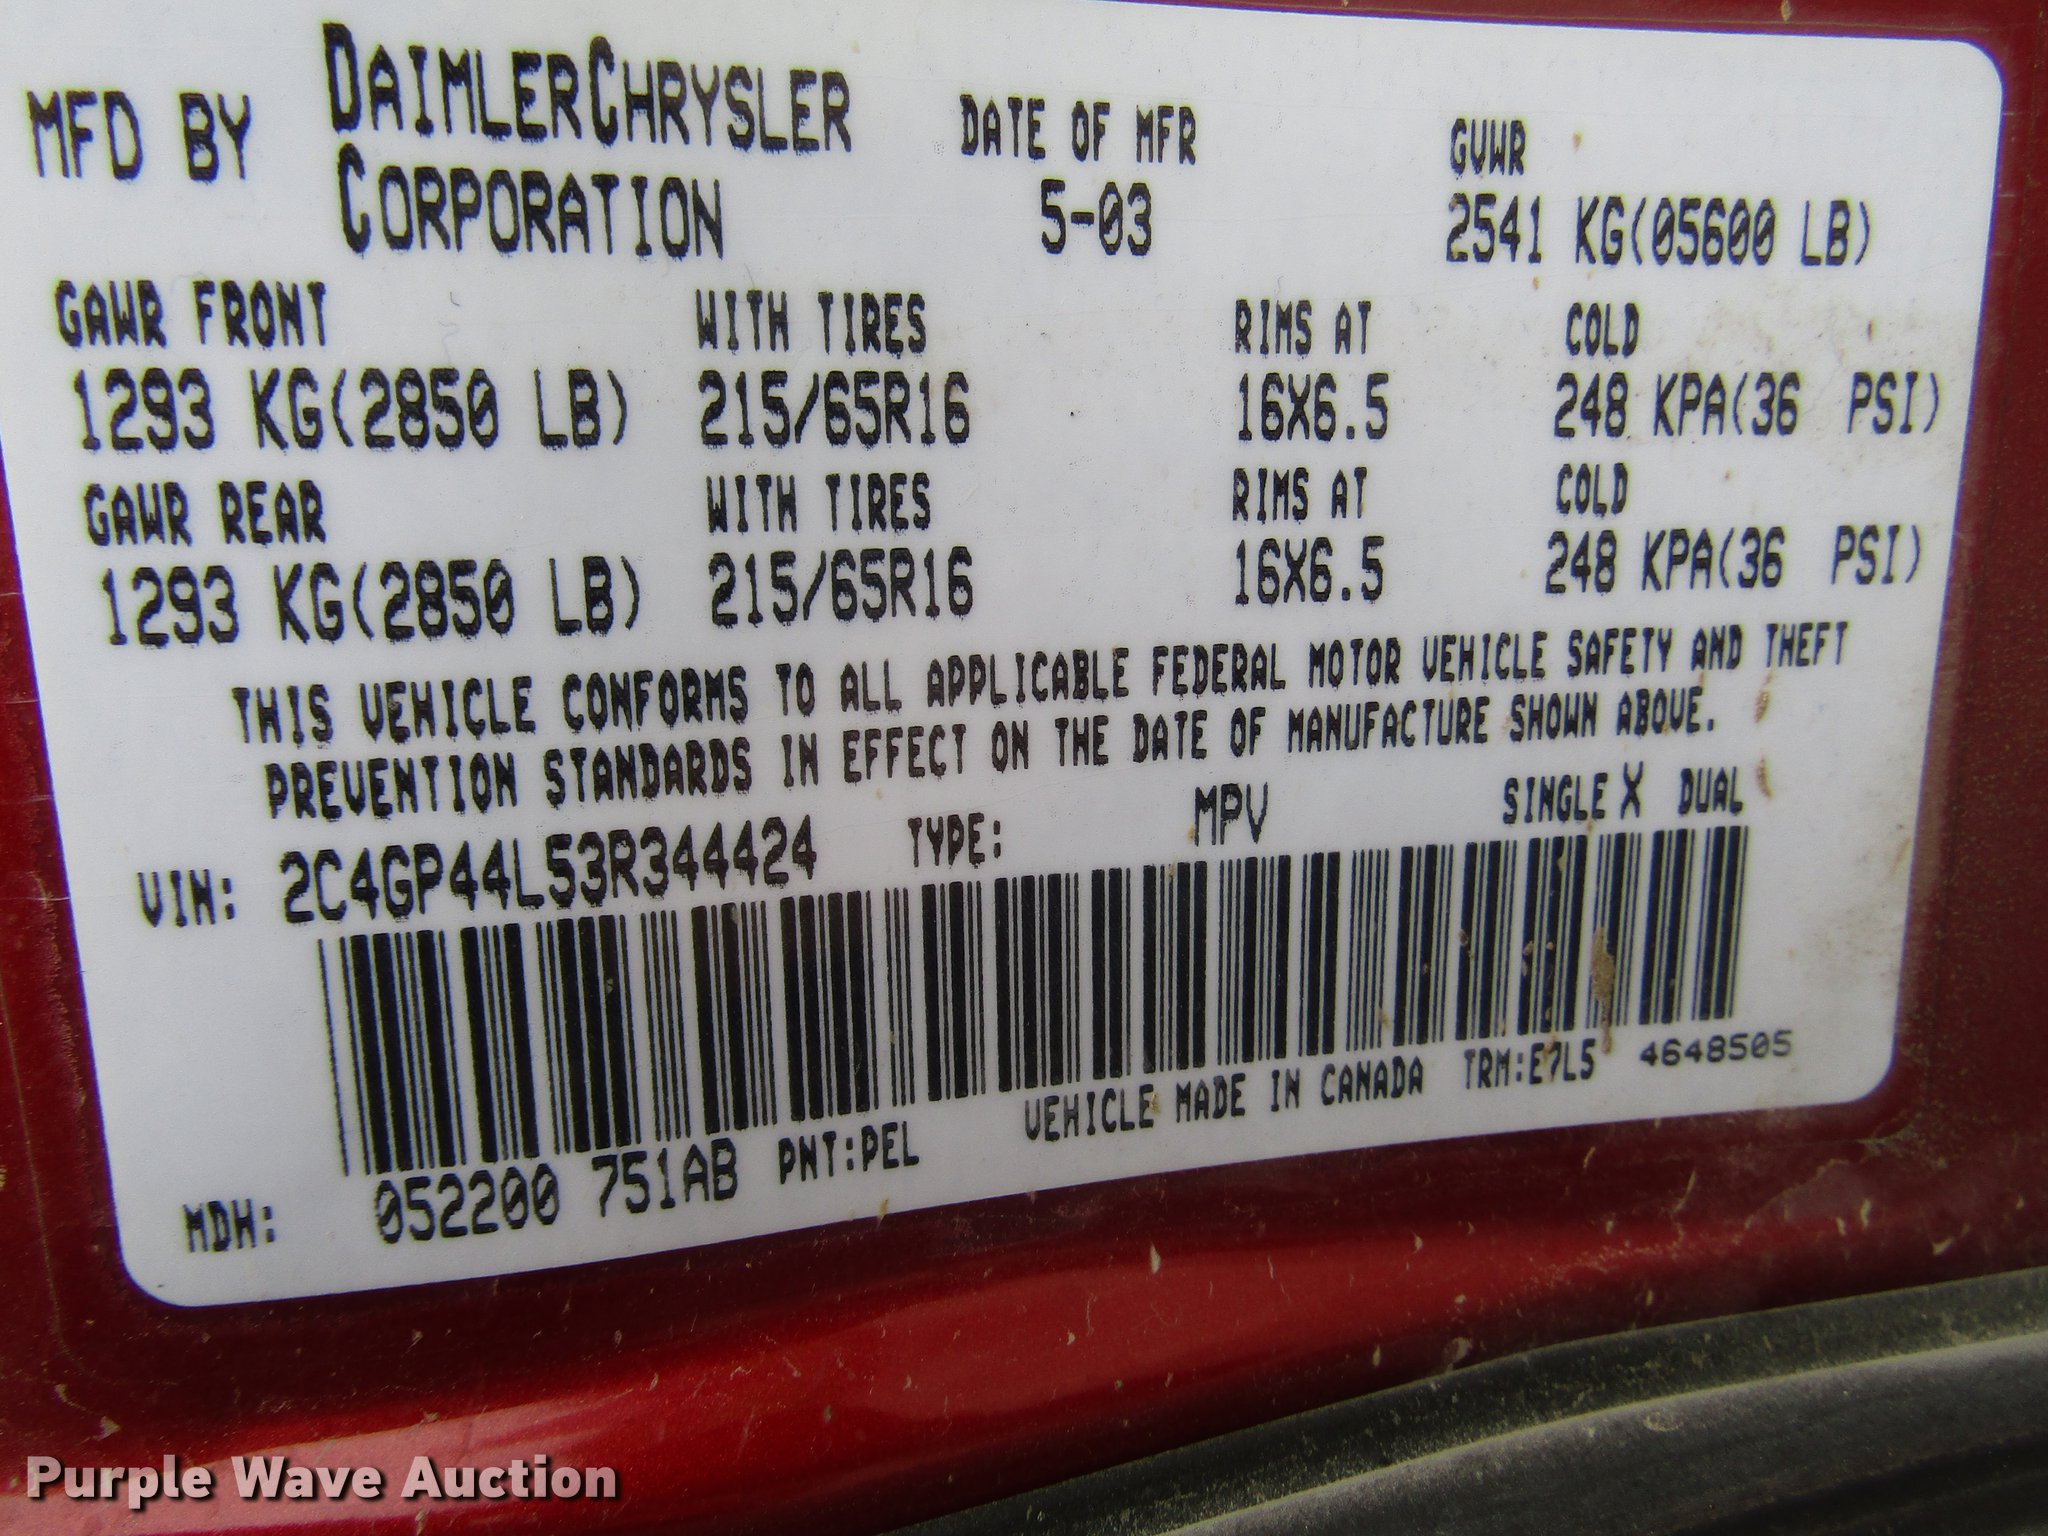 MFD BY DAIMLERCHRYSLER CORPORATION
DATE OF MFR
5-03
GVWR
2541 KG(05600 LB)
GAWR FRONT WITH TIRES RIMS AT COLD
1293 KG(2850 LB) 215/65R16 16X6.5 248 KPA(36 PSI)
GAWR REAR WITH TIRES RIMS AT COLD
1293 KG(2850 LB) 215/65R16 16X6.5 248 KPA(36 PSI)
THIS VEHICLE CONFORMS TO ALL APPLICABLE FEDERAL MOTOR VEHICLE SAFETY AND THEFT
PREVENTION STANDARDS IN EFFECT ON THE DATE OF MANUFACTURE SHOWN ABOVE.
VIN: 2C4GP44L53R344424 TYPE: MPV SINGLE X DUAL
MDH: 052200 751AB PNT:PEL VEHICLE MADE IN CANADA TRM:E7L5 4648505
Purple Wave Auction